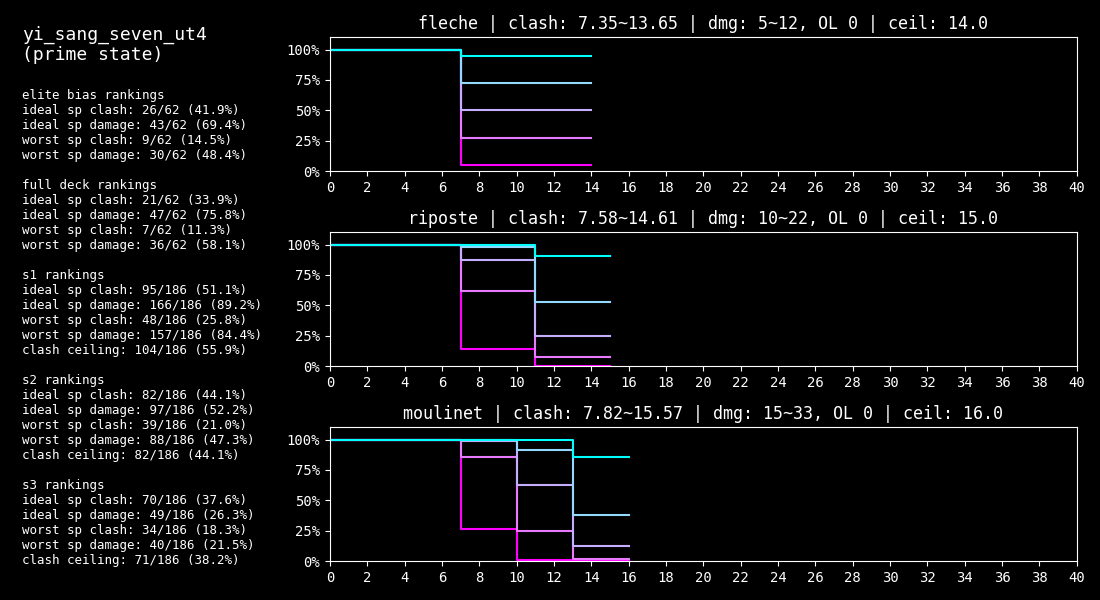 yi_sang_seven_ut4
(prime state)
elite bias rankings
ideal sp clash: 26/62 (41.9%)
ideal sp damage: 43/62 (69.4%)
worst sp clash: 9/62 (14.5%)
worst sp damage: 30/62 (48.4%)
full deck rankings
ideal sp clash: 21/62 (33.9%)
ideal sp damage: 47/62 (75.8%)
worst sp clash: 7/62 (11.3%)
worst sp damage: 36/62 (58.1%)
s1 rankings
ideal sp clash: 95/186 (51.1%)
ideal sp damage: 166/186 (89.2%)
worst sp clash: 48/186 (25.8%)
worst sp damage: 157/186 (84.4%)
clash ceiling: 104/186 (55.9%)
s2 rankings
ideal sp clash: 82/186 (44.1%)
ideal sp damage: 97/186 (52.2%)
worst sp clash: 39/186 (21.0%)
worst sp damage: 88/186 (47.3%)
clash ceiling: 82/186 (44.1%)
s3 rankings
ideal sp clash: 70/186 (37.6%)
ideal sp damage: 49/186 (26.3%)
worst sp clash: 34/186 (18.3%)
worst sp damage: 40/186 (21.5%)
clash ceiling: 71/186 (38.2%)
fleche | clash: 7.35~13.65 | dmg: 5~12, OL 0 | ceil: 14.0
100%
75%
50%
25%
0%
0 2 4 6 8 10 12 14 16 18 20 22 24 26 28 30 32 34 36 38 40
riposte | clash: 7.58~14.61 | dmg: 10~22, OL 0 | ceil: 15.0
100%
75%
50%
25%
0%
0 2 4 6 8 10 12 14 16 18 20 22 24 26 28 30 32 34 36 38 40
moulinet | clash: 7.82~15.57 | dmg: 15~33, OL 0 | ceil: 16.0
100%
75%
50%
25%
0%
0 2 4 6 8 10 12 14 16 18 20 22 24 26 28 30 32 34 36 38 40